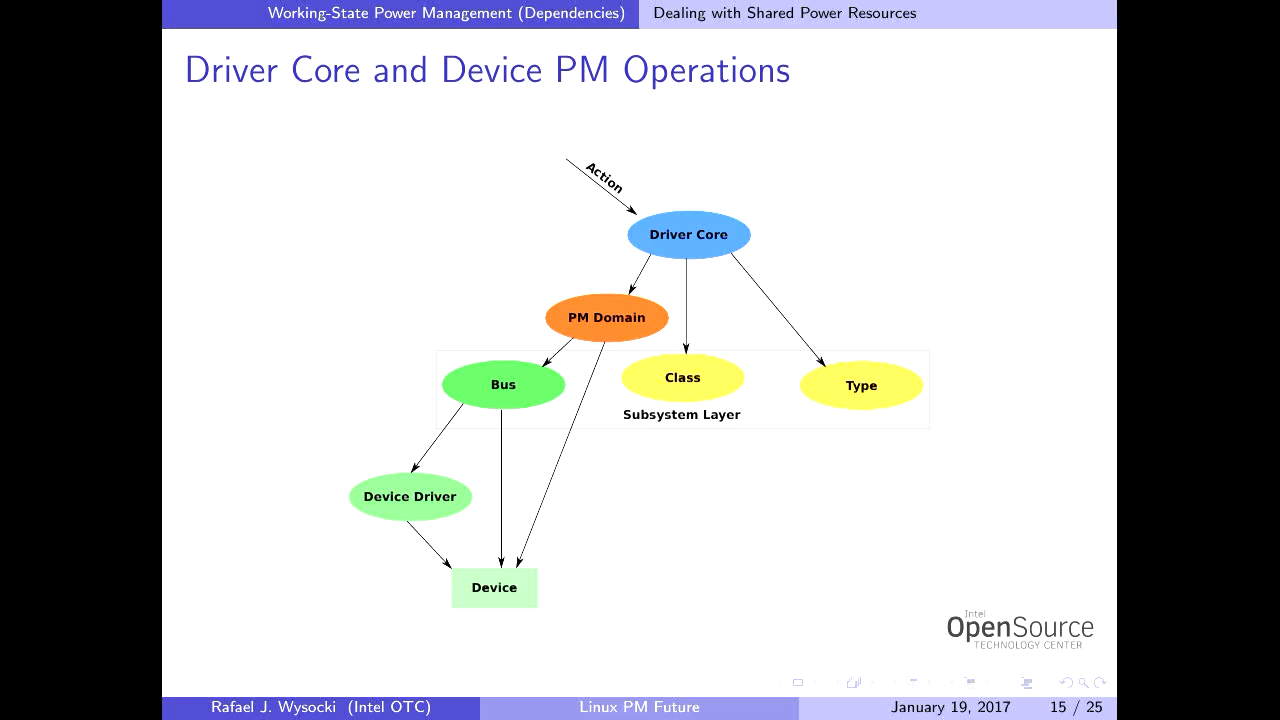 Working-State Power Management (Dependencies)
Dealing with Shared Power Resources
Driver Core and Device PM Operations
Action
Driver Core
PM Domain
Bus
Class
Type
Subsystem Layer
Device Driver
Device
Intel
OpenSource
TECHNOLOGY CENTER
Rafael J. Wysocki (Intel OTC)
Linux PM Future
January 19, 2017
15 / 25